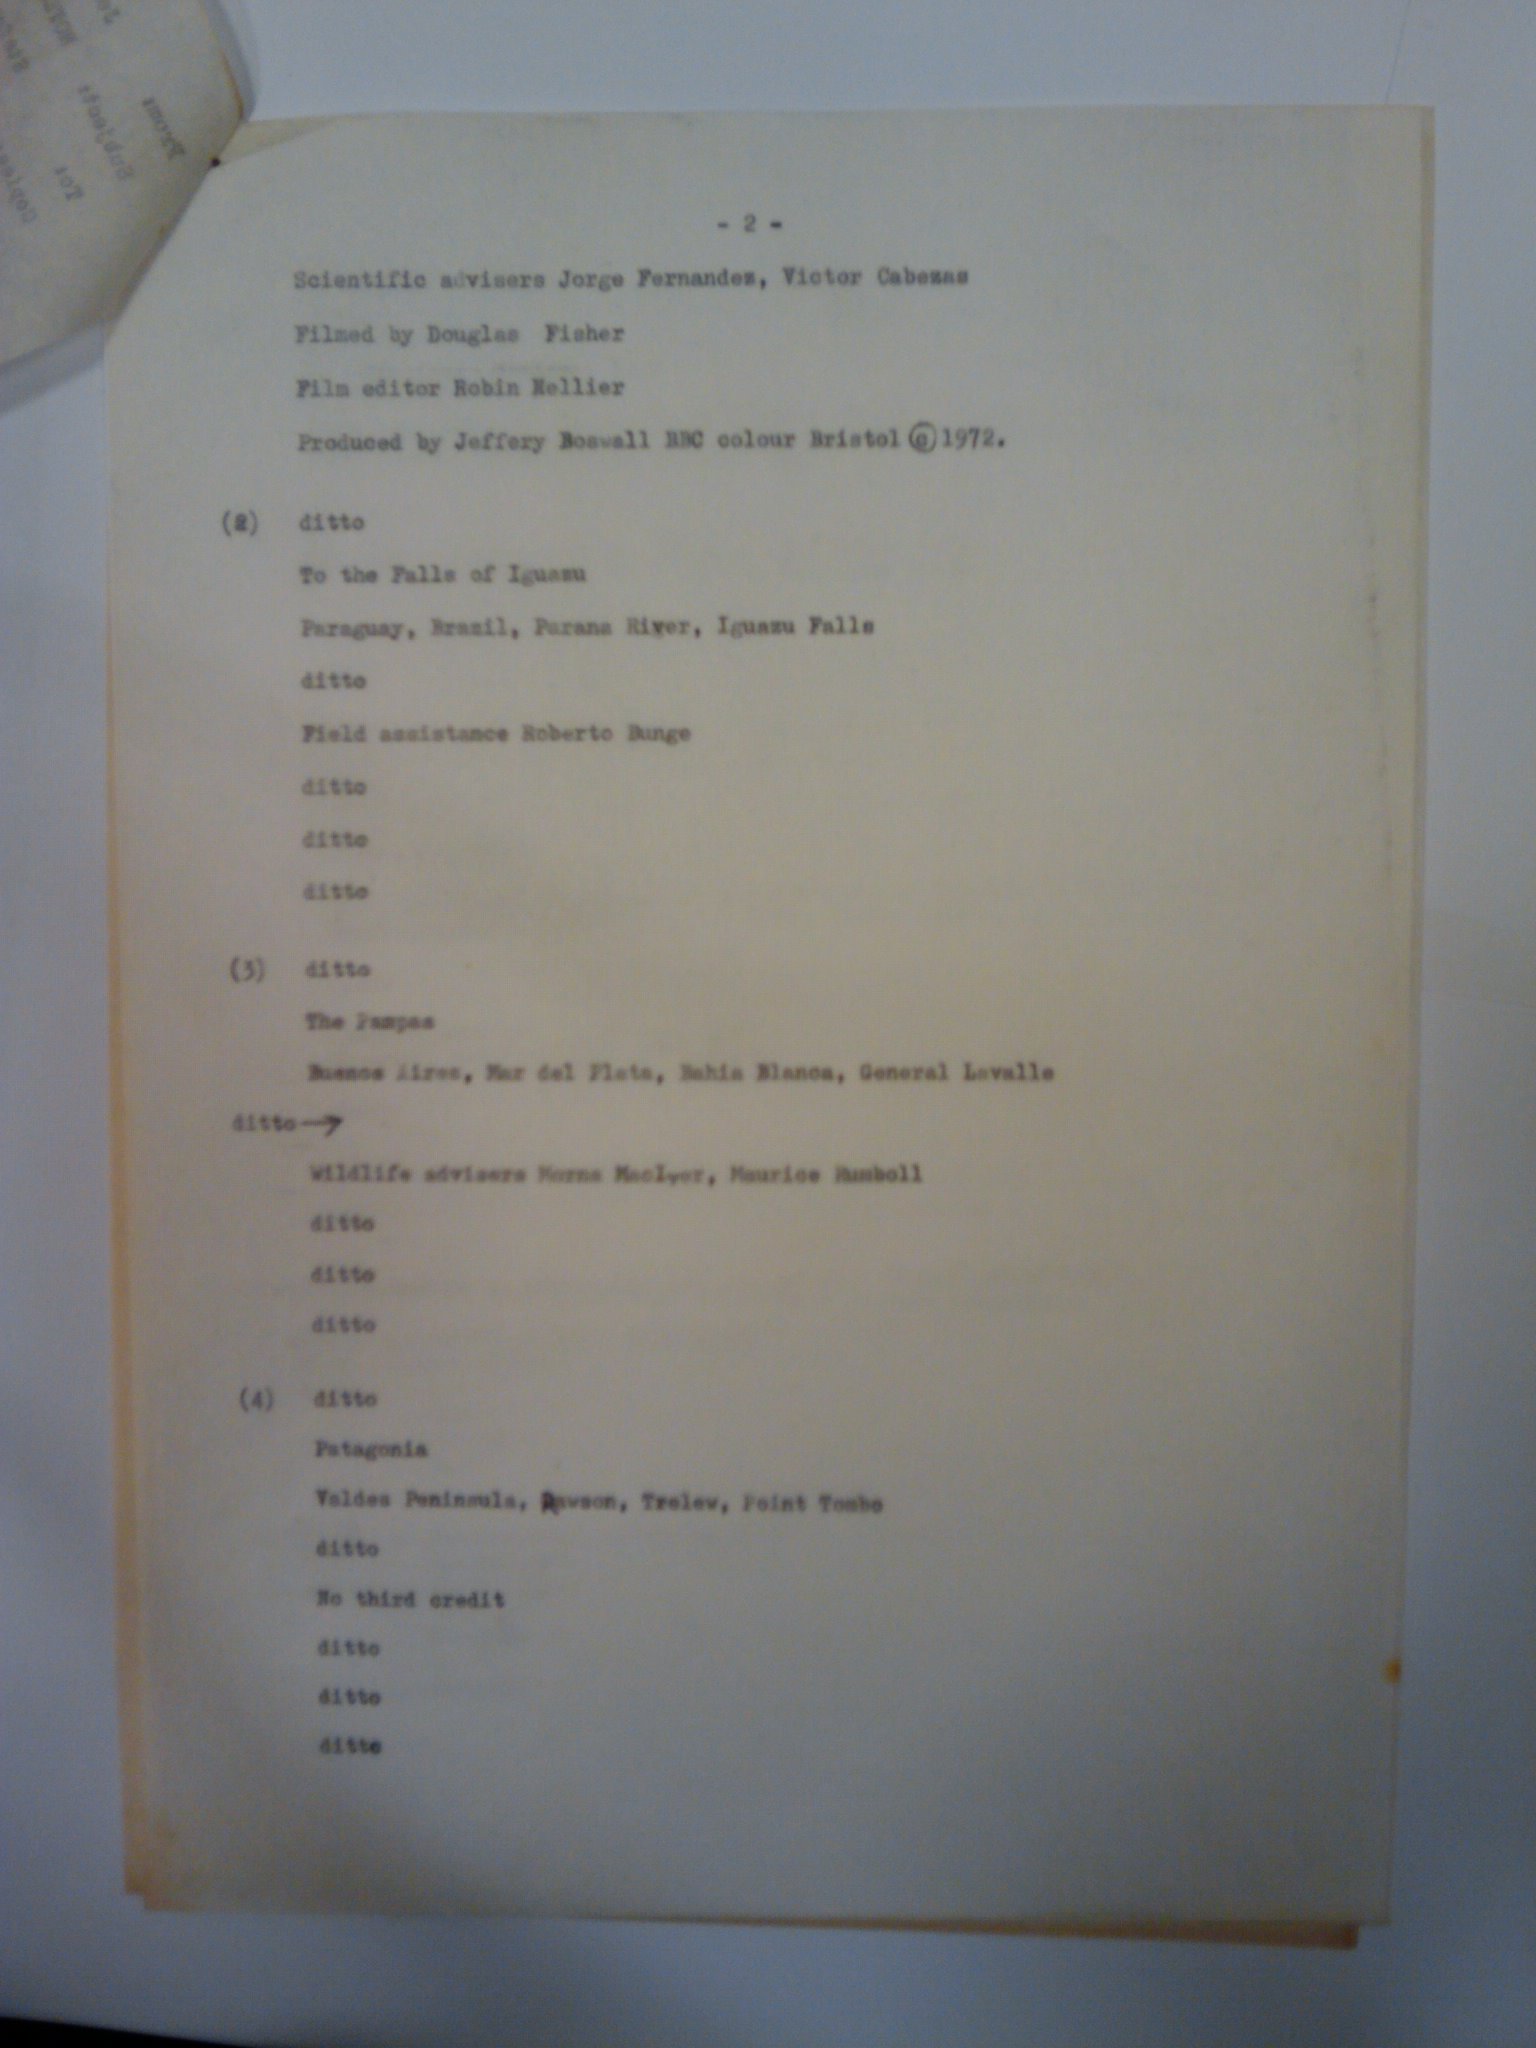 - 2 -
Scientific advisers Jorge Fernandez, Victor Cabezas
Filmed by Douglas Fisher
Film editor Robin Hellier
Produced by Jeffery Boswall BBC colour Bristol © 1972.
(2) ditto
To the Falls of Iguazu
Paraguay, Brazil, Parana River, Iguazu Falls
ditto
Field assistance Roberto Bunge
ditto
ditto
ditto
(3) ditto
The Pampas
Buenos Aires, Mar del Plata, Bahia Blanca, General Lavalle
ditto →
Wildlife advisers Morna MacIver, Maurice Rumboll
ditto
ditto
ditto
(4) ditto
Patagonia
Valdes Peninsula, Rawson, Trelew, Point Tombo
ditto
No third credit
ditto
ditto
ditto